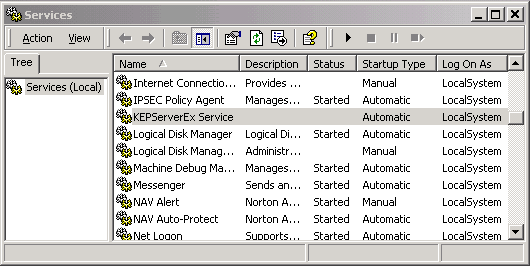 Services
Action View
Tree
Name Description Status Startup Type Log On As
Services (Local)
Internet Connectio... Provides ... Manual LocalSystem
IPSEC Policy Agent Manages... Started Automatic LocalSystem
KEPServerEx Service Automatic LocalSystem
Logical Disk Manager Logical Di... Started Automatic LocalSystem
Logical Disk Manag... Administr... Manual LocalSystem
Machine Debug Ma... Manages... Started Automatic LocalSystem
Messenger Sends an... Started Automatic LocalSystem
NAV Alert Norton A... Started Manual LocalSystem
NAV Auto-Protect Norton A... Started Automatic LocalSystem
Net Logon Supports... Started Automatic LocalSystem